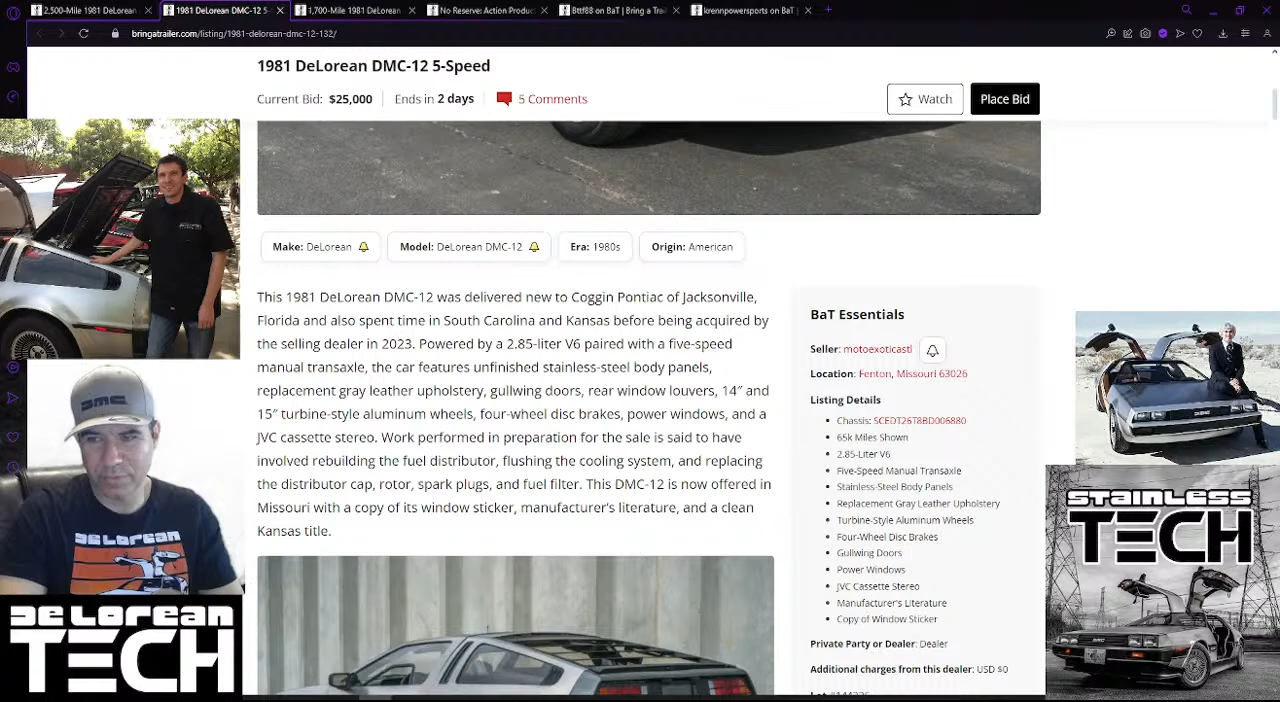 2,500-Mile 1981 DeLorean
1981 DeLorean DMC-12 5-
1,700-Mile 1981 DeLorean
No Reserve: Action Produc
8ttf88 on BaT | Bring a Trai
krennpowersports on BaT |
bringatrailer.com/listing/1981-delorean-dmc-12-132/
1981 DeLorean DMC-12 5-Speed
Current Bid: $25,000
Ends in 2 days
5 Comments
Watch
Place Bid
Make: DeLorean
Model: DeLorean DMC-12
Era: 1980s
Origin: American
This 1981 DeLorean DMC-12 was delivered new to Coggin Pontiac of Jacksonville,
Florida and also spent time in South Carolina and Kansas before being acquired by
the selling dealer in 2023. Powered by a 2.85-liter V6 paired with a five-speed
manual transaxle, the car features unfinished stainless-steel body panels,
replacement gray leather upholstery, gullwing doors, rear window louvers, 14″ and
15″ turbine-style aluminum wheels, four-wheel disc brakes, power windows, and a
JVC cassette stereo. Work performed in preparation for the sale is said to have
involved rebuilding the fuel distributor, flushing the cooling system, and replacing
the distributor cap, rotor, spark plugs, and fuel filter. This DMC-12 is now offered in
Missouri with a copy of its window sticker, manufacturer's literature, and a clean
Kansas title.
BaT Essentials
Seller: motoexoticastl
Location: Fenton, Missouri 63026
Listing Details
Chassis: SCEDT26T8BD006880
65k Miles Shown
2.85-Liter V6
Five-Speed Manual Transaxle
Stainless-Steel Body Panels
Replacement Gray Leather Upholstery
Turbine-Style Aluminum Wheels
Four-Wheel Disc Brakes
Gullwing Doors
Power Windows
JVC Cassette Stereo
Manufacturer's Literature
Copy of Window Sticker
Private Party or Dealer: Dealer
Additional charges from this dealer: USD $0
DMC
DeLorean
DeLorean
TECH
STAINLESS
TECH